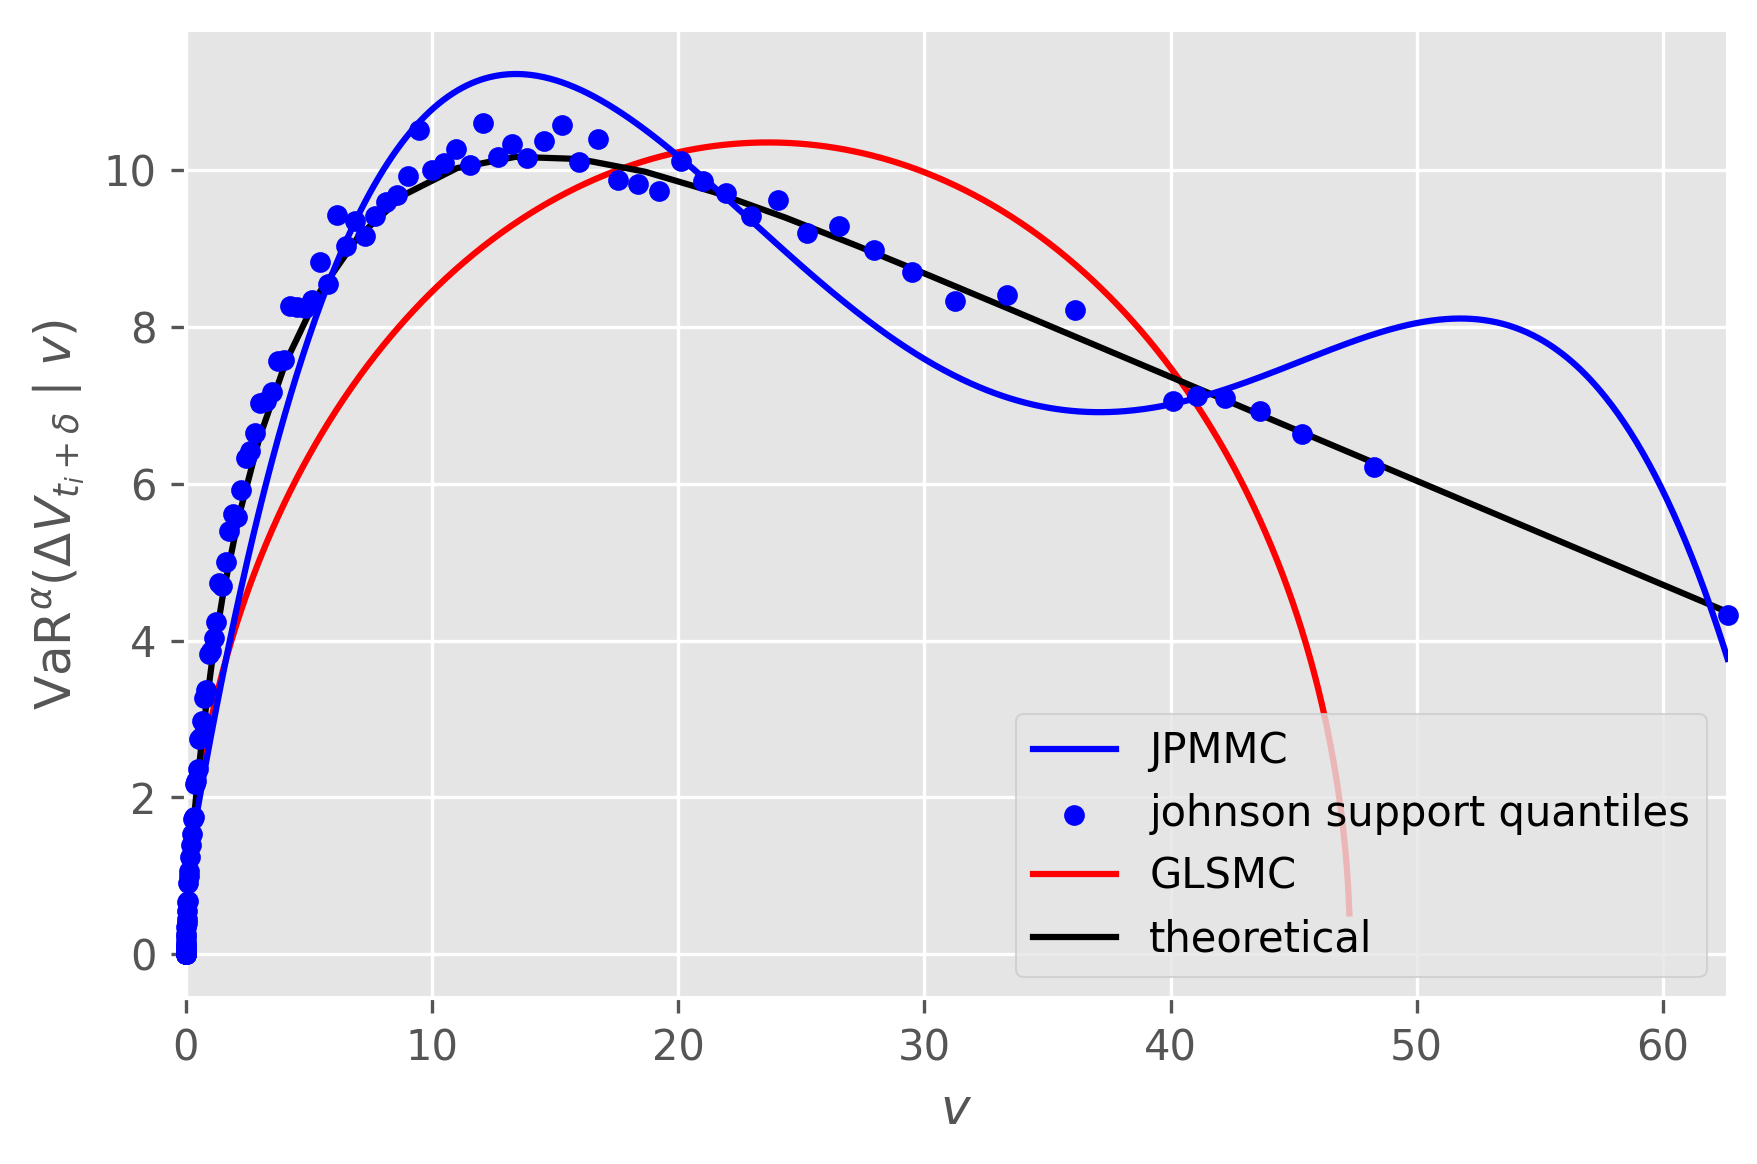 10
8
6
4
2
0
VaR^α(ΔV_{t_i+δ} | v)
0 10 20 30 40 50 60
v
JPMMC
johnson support quantiles
GLSMC
theoretical